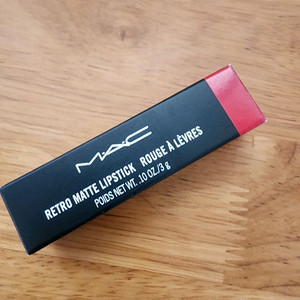 MAC
RETRO MATTE LIPSTICK ROUGE À LÈVRES
POIDS NET WT. .10 OZ./3 g